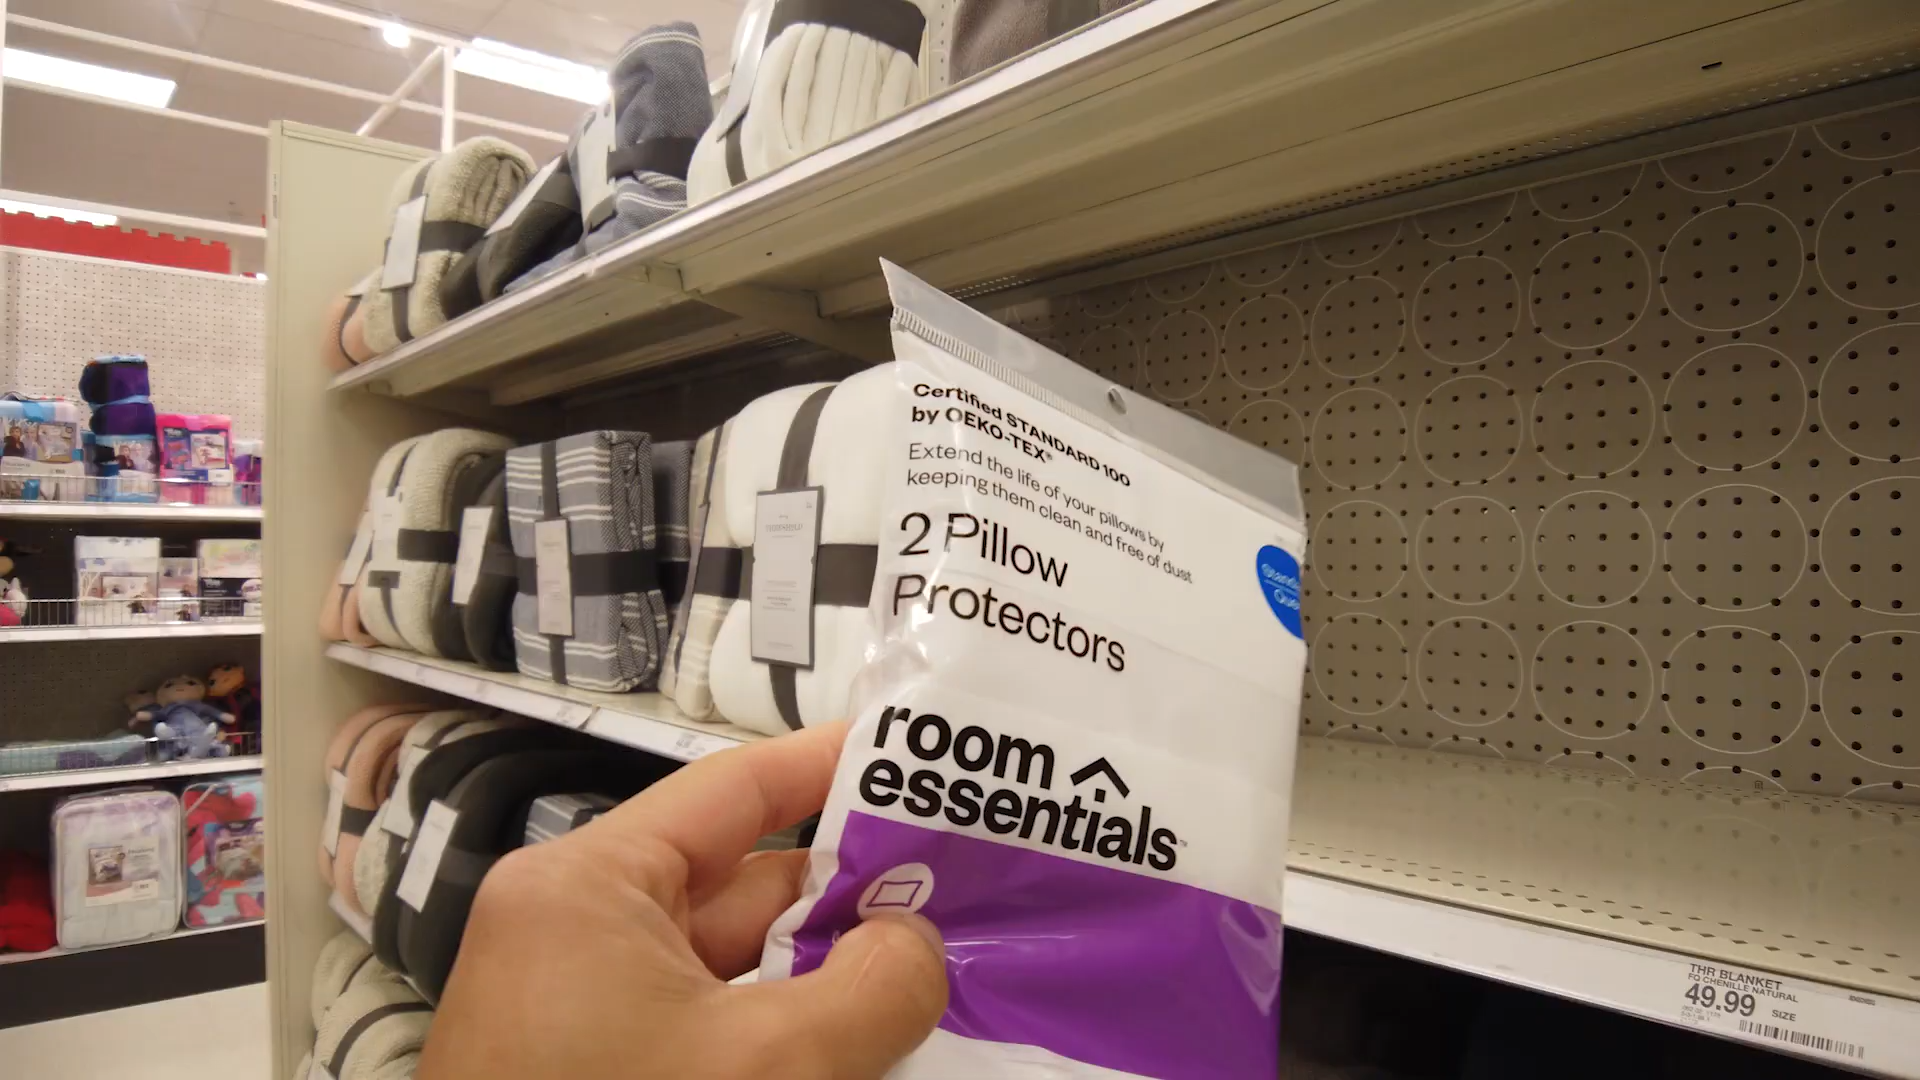 Certified STANDARD 100
by OEKO-TEX®
Extend the life of your pillows by
keeping them clean and free of dust
2 Pillow
Protectors
room
essentials
THR BLANKET
FQ CHENILLE NATURAL
49.99
SIZE